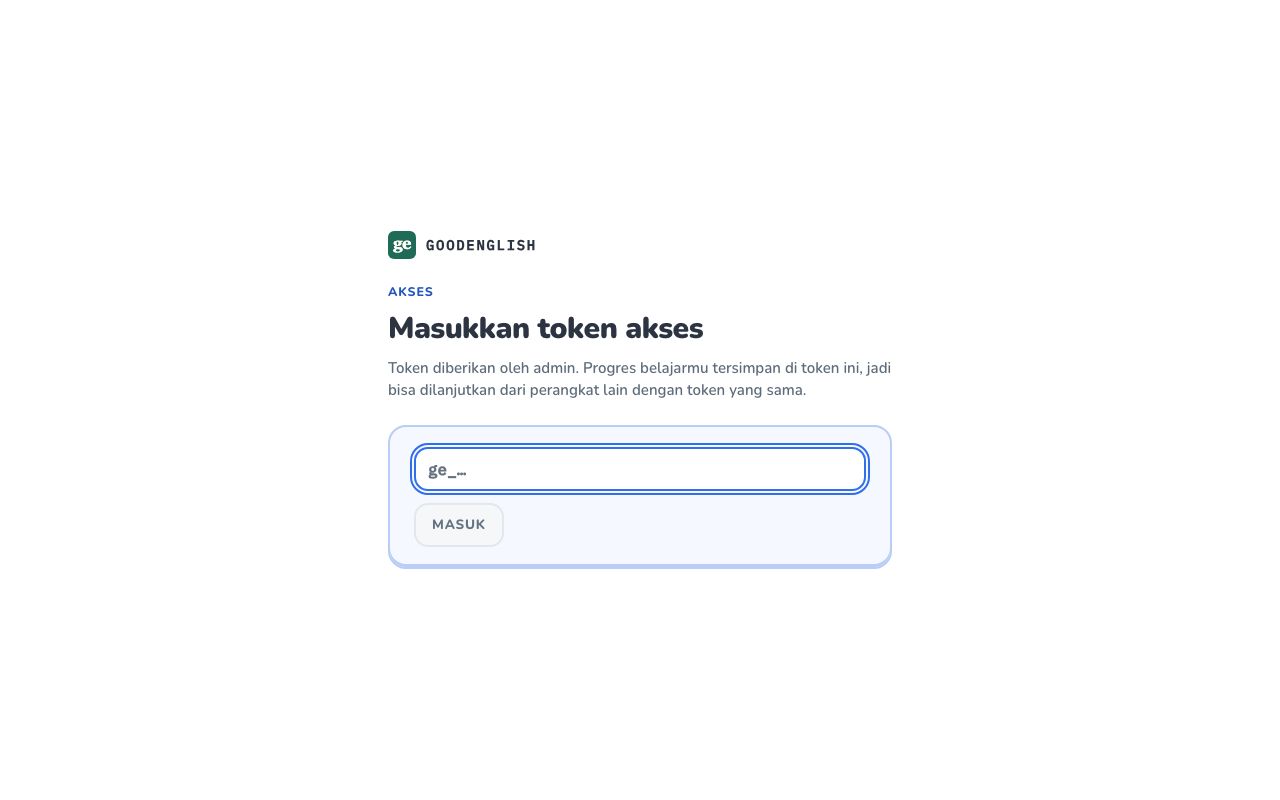 ge GOODENGLISH
AKSES
Masukkan token akses
Token diberikan oleh admin. Progres belajarmu tersimpan di token ini, jadi
bisa dilanjutkan dari perangkat lain dengan token yang sama.
ge_…
MASUK